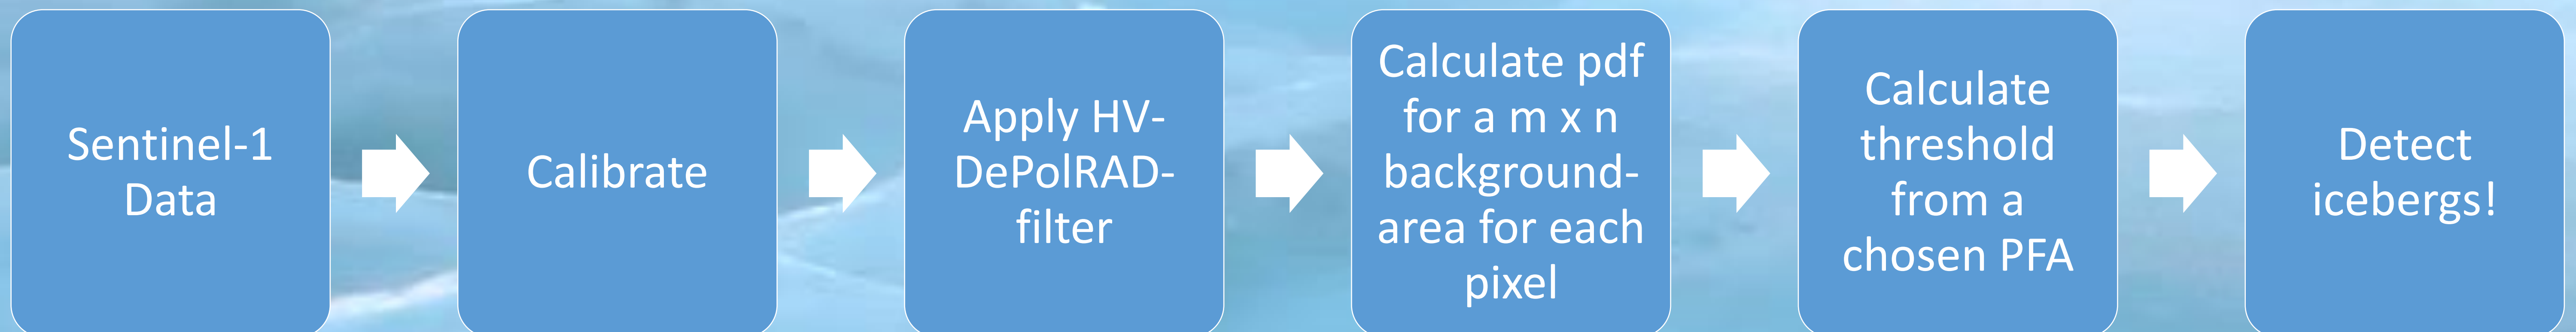 Sentinel-1
Data
Calibrate
Apply HV-
DePolRAD-
filter
Calculate pdf
for a m x n
background-
area for each
pixel
Calculate
threshold
from a
chosen PFA
Detect
icebergs!